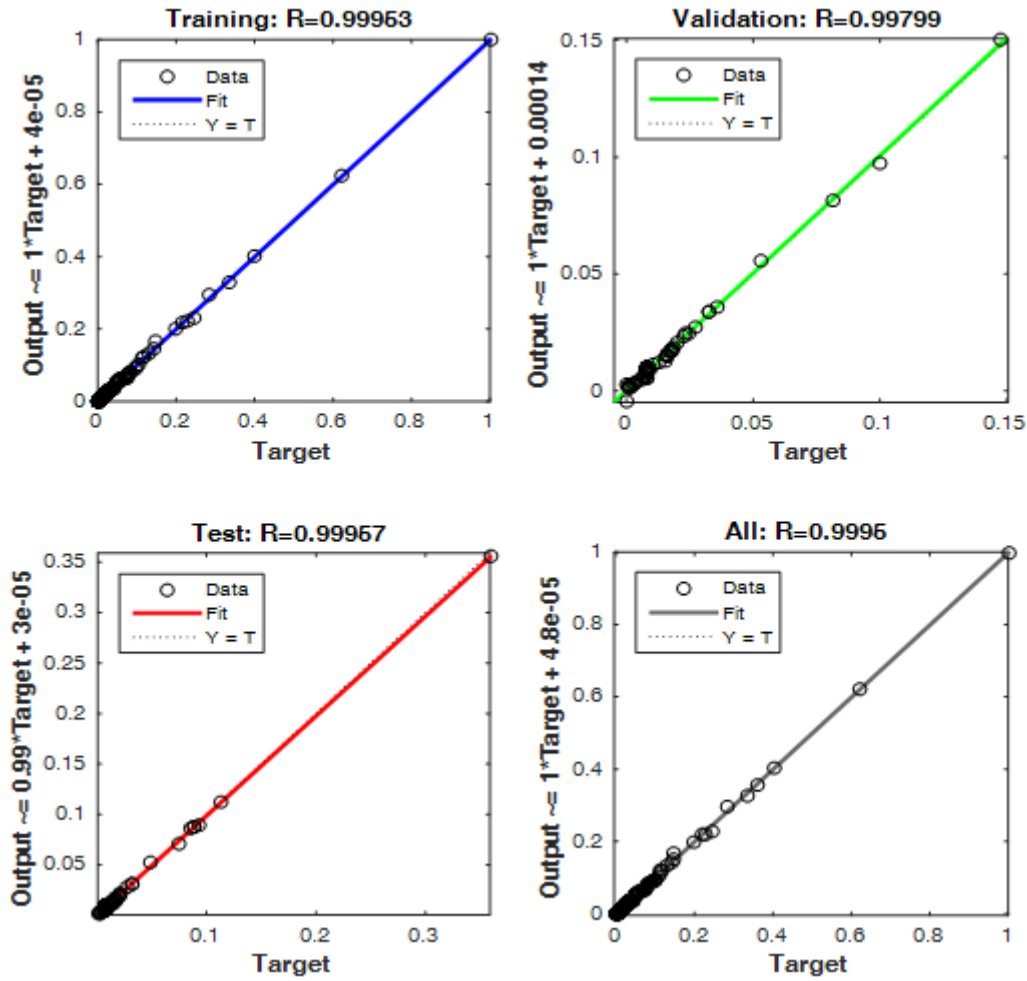 Training: R=0.99953
Output ~= 1*Target + 4e-05
1
0.8
0.6
0.4
0.2
0
Data
Fit
Y = T
0 0.2 0.4 0.6 0.8 1
Target
Validation: R=0.99799
Output ~= 1*Target + 0.00014
0.15
0.1
0.05
0
Data
Fit
Y = T
0 0.05 0.1 0.15
Target
Test: R=0.99957
Output ~= 0.99*Target + 3e-05
0.35
0.3
0.25
0.2
0.15
0.1
0.05
Data
Fit
Y = T
0.1 0.2 0.3
Target
All: R=0.9995
Output ~= 1*Target + 4.8e-05
1
0.8
0.6
0.4
0.2
0
Data
Fit
Y = T
0 0.2 0.4 0.6 0.8 1
Target